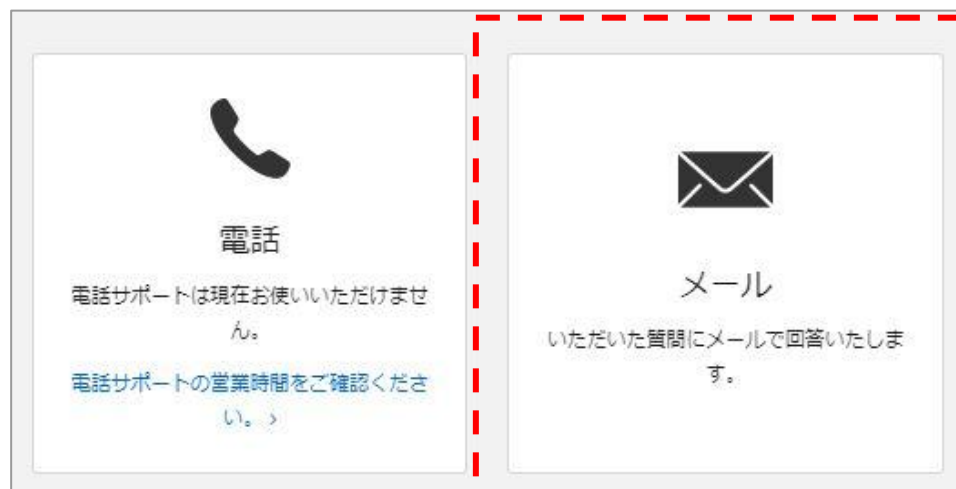 電話
電話サポートは現在お使いいただけませ
ん。
電話サポートの営業時間をご確認くださ
い。 ›
メール
いただいた質問にメールで回答いたしま
す。